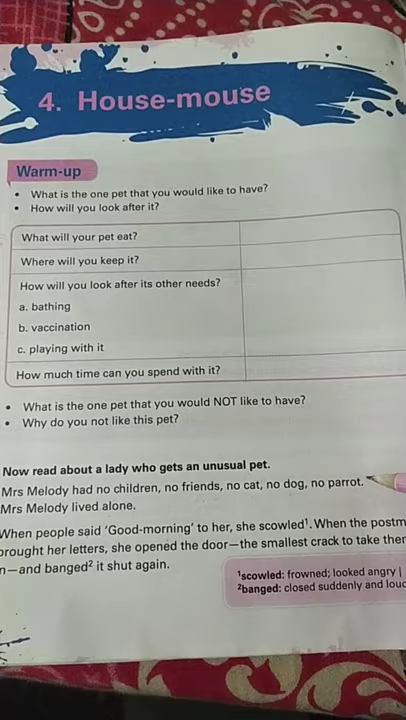 4. House-mouse
Warm-up
• What is the one pet that you would like to have?
• How will you look after it?
What will your pet eat?
Where will you keep it?
How will you look after its other needs?
a. bathing
b. vaccination
c. playing with it
How much time can you spend with it?
• What is the one pet that you would NOT like to have?
• Why do you not like this pet?
Now read about a lady who gets an unusual pet.
Mrs Melody had no children, no friends, no cat, no dog, no parrot.
Mrs Melody lived alone.
When people said ‘Good-morning’ to her, she scowled¹. When the postm
brought her letters, she opened the door—the smallest crack to take
n—and banged² it shut again.
¹scowled: frowned; looked angry
²banged: closed suddenly and